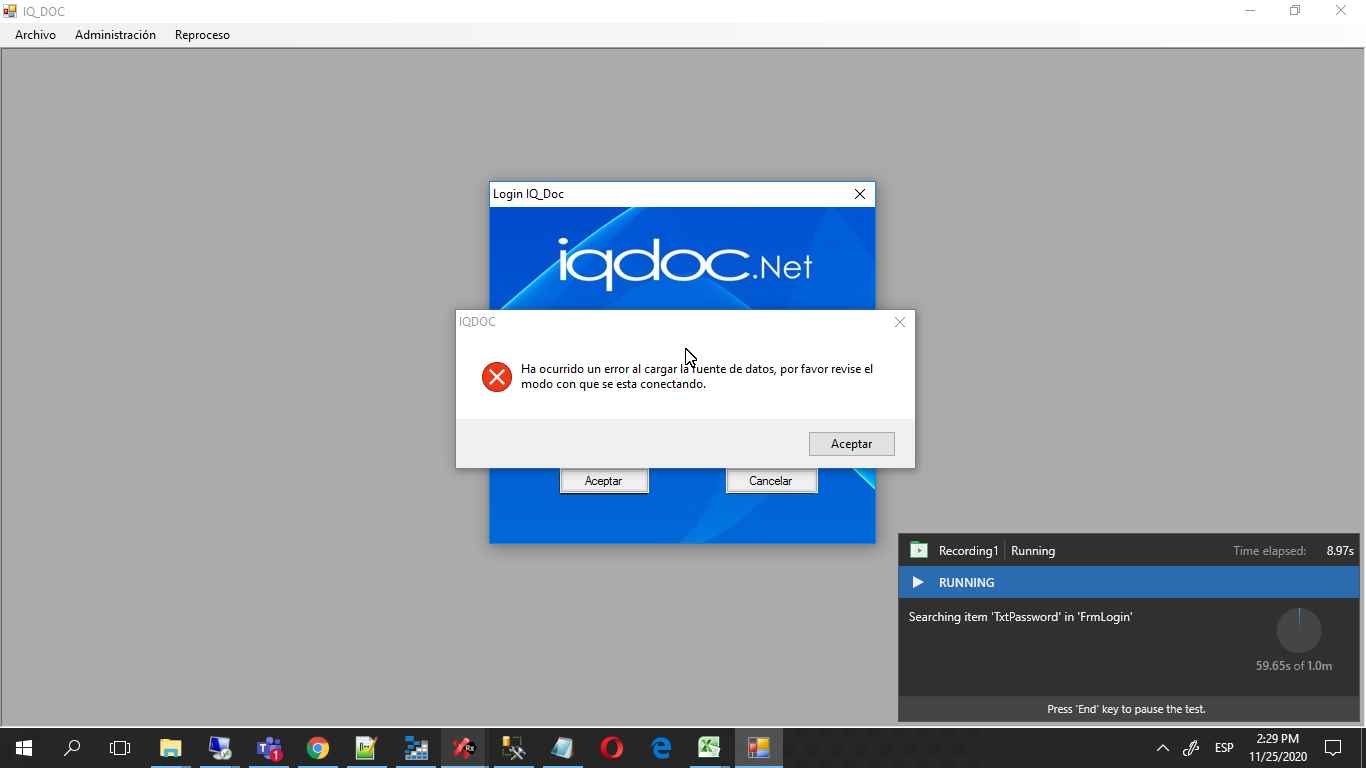 IQ_DOC
Archivo Administración Reproceso
Login IQ_Doc
iqdoc.Net
IQDOC
Ha ocurrido un error al cargar la fuente de datos, por favor revise el
modo con que se esta conectando.
Aceptar
Aceptar Cancelar
Recording1 Running Time elapsed: 8.97s
RUNNING
Searching item 'TxtPassword' in 'FrmLogin'
59.65s of 1.0m
Press 'End' key to pause the test.
1
Rx
ESP
2:29 PM
11/25/2020